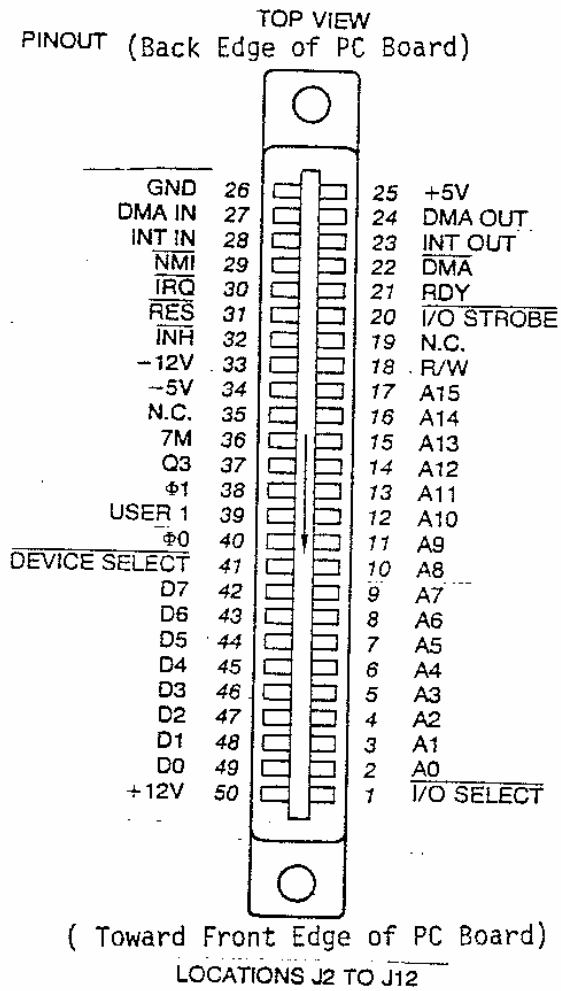 TOP VIEW
PINOUT (Back Edge of PC Board)
GND 26 25 +5V
DMA IN 27 24 DMA OUT
INT IN 28 23 INT OUT
NMI 29 22 DMA
IRQ 30 21 RDY
RES 31 20 I/O STROBE
INH 32 19 N.C.
-12V 33 18 R/W
-5V 34 17 A15
N.C. 35 16 A14
7M 36 15 A13
Q3 37 14 A12
Φ1 38 13 A11
USER 1 39 12 A10
Φ0 40 11 A9
DEVICE SELECT 41 10 A8
D7 42 9 A7
D6 43 8 A6
D5 44 7 A5
D4 45 6 A4
D3 46 5 A3
D2 47 4 A2
D1 48 3 A1
D0 49 2 A0
+12V 50 1 I/O SELECT
( Toward Front Edge of PC Board)
LOCATIONS J2 TO J12